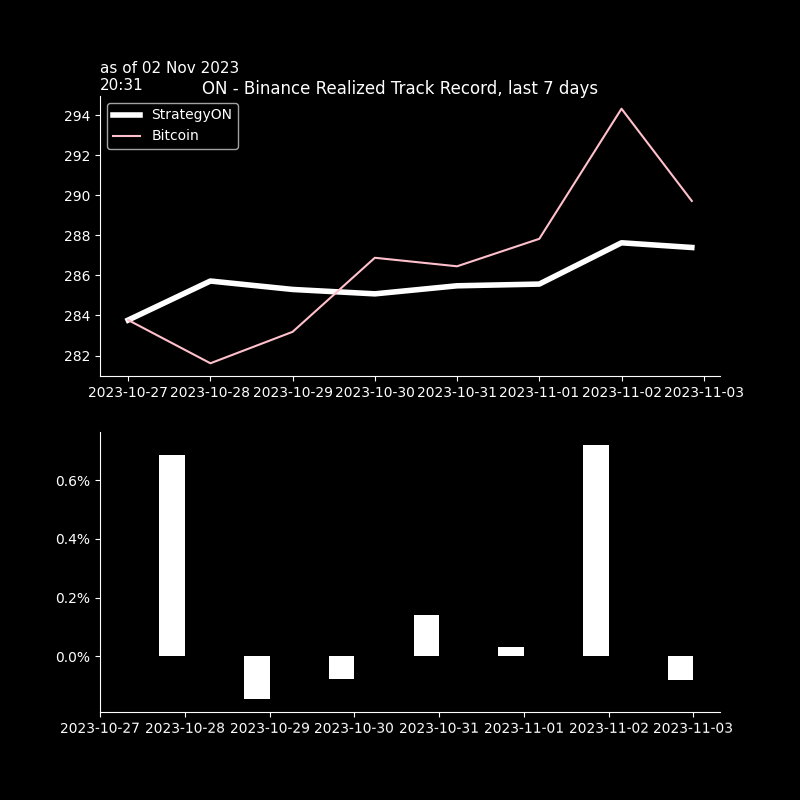 as of 02 Nov 2023
20:31
ON - Binance Realized Track Record, last 7 days
StrategyON
Bitcoin
294
292
290
288
286
284
282
2023-10-27 2023-10-28 2023-10-29 2023-10-30 2023-10-31 2023-11-01 2023-11-02 2023-11-03
0.6%
0.4%
0.2%
0.0%
2023-10-27 2023-10-28 2023-10-29 2023-10-30 2023-10-31 2023-11-01 2023-11-02 2023-11-03